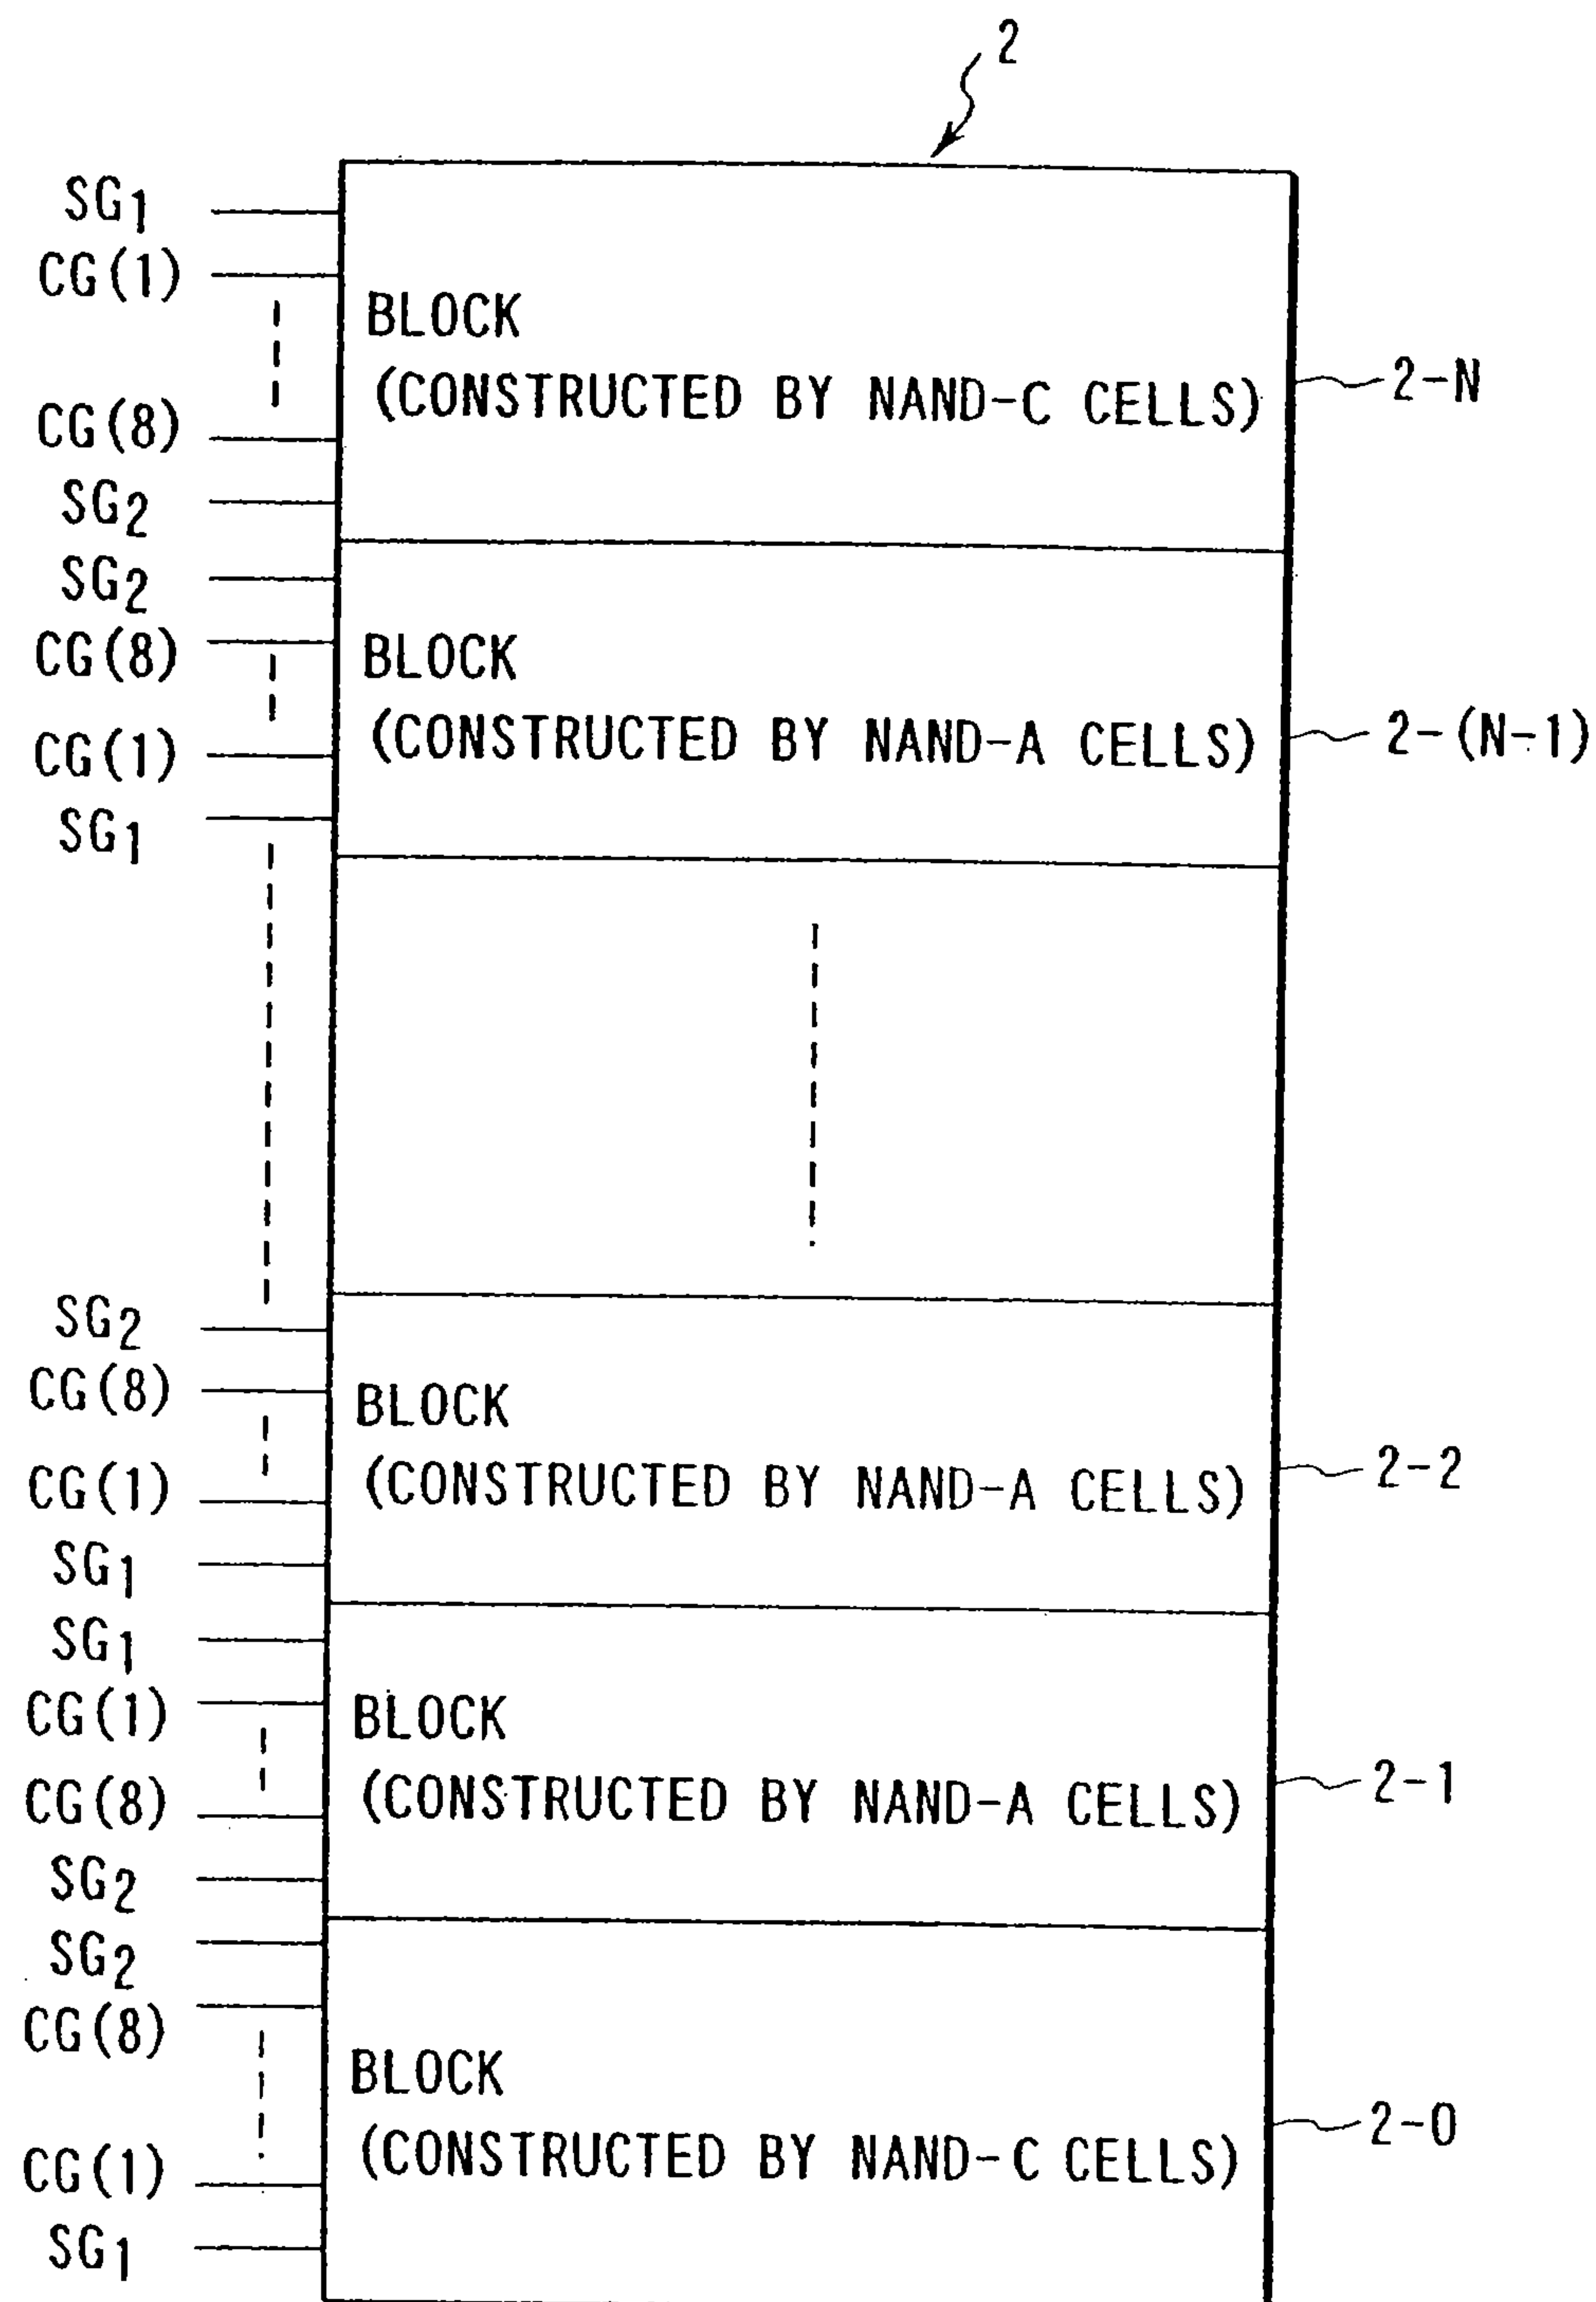 2
SG1
CG(1)
BLOCK
(CONSTRUCTED BY NAND-C CELLS)
2-N
CG(8)
SG2
SG2
CG(8)
BLOCK
(CONSTRUCTED BY NAND-A CELLS)
2-(N-1)
CG(1)
SG1
SG2
CG(8)
BLOCK
(CONSTRUCTED BY NAND-A CELLS)
2-2
CG(1)
SG1
SG1
CG(1)
BLOCK
(CONSTRUCTED BY NAND-A CELLS)
2-1
CG(8)
SG2
SG2
CG(8)
BLOCK
(CONSTRUCTED BY NAND-C CELLS)
2-0
CG(1)
SG1